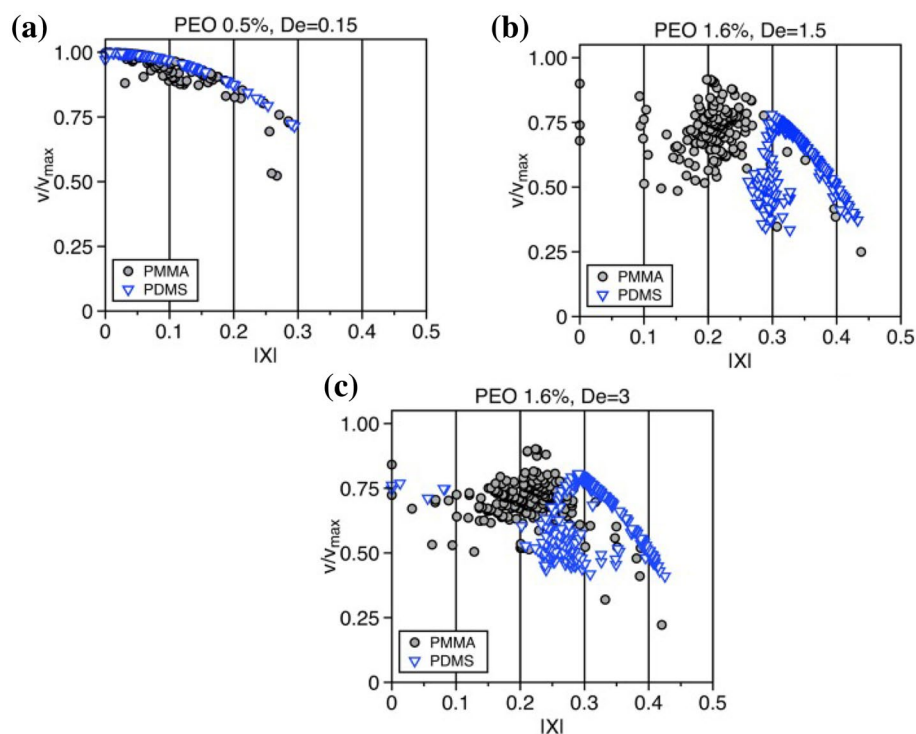 (a)
PEO 0.5%, De=0.15
1.00
0.75
0.50
0.25
0
v/vmax
PMMA
PDMS
0 0.1 0.2 0.3 0.4 0.5
|X|
(b)
PEO 1.6%, De=1.5
1.00
0.75
0.50
0.25
0
v/vmax
PMMA
PDMS
0 0.1 0.2 0.3 0.4 0.5
|X|
(c)
PEO 1.6%, De=3
1.00
0.75
0.50
0.25
0
v/vmax
PMMA
PDMS
0 0.1 0.2 0.3 0.4 0.5
|X|